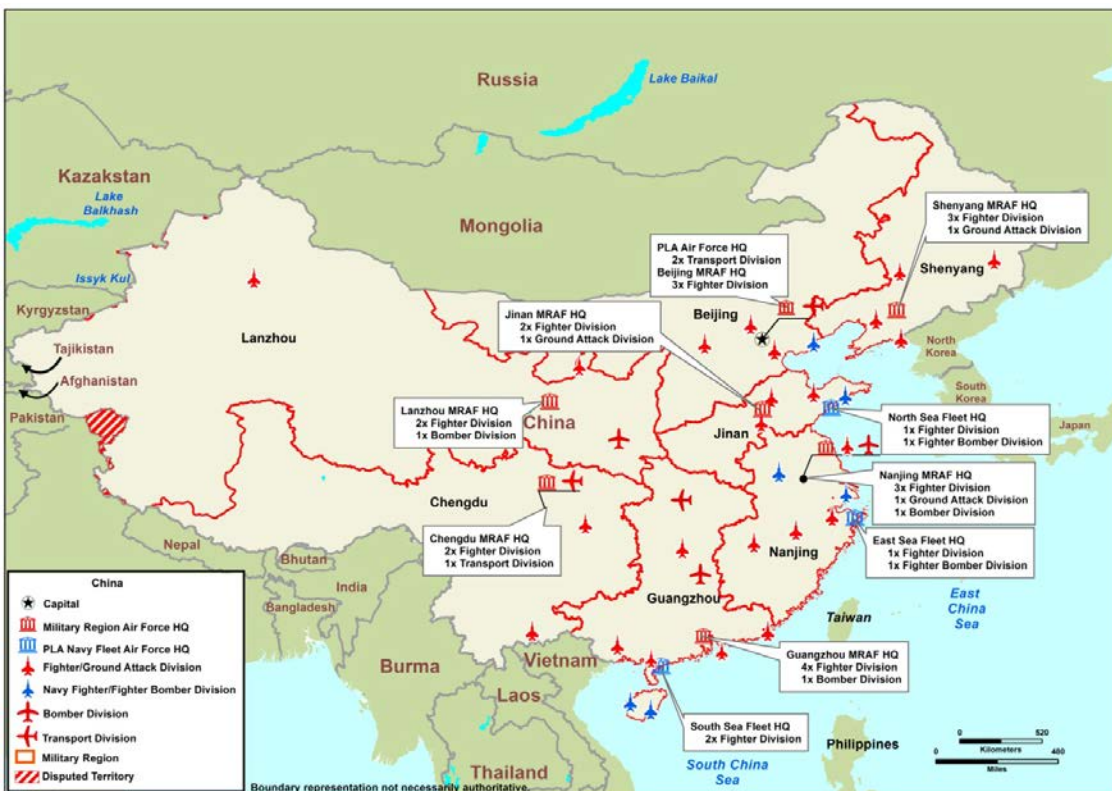 Russia
Lake Baikal
Kazakstan
Lake
Balkhash
Mongolia
Issyk Kul
Kyrgyzstan
Tajikistan
Afghanistan
Pakistan
Shenyang MRAF HQ
3x Fighter Division
1x Ground Attack Division
PLA Air Force HQ
2x Transport Division
Beijing MRAF HQ
3x Fighter Division
Shenyang
Jinan MRAF HQ
2x Fighter Division
1x Ground Attack Division
Beijing
Lanzhou
North
Korea
South
Korea
Japan
Lanzhou MRAF HQ
2x Fighter Division
1x Bomber Division
China
Jinan
North Sea Fleet HQ
1x Fighter Division
1x Fighter Bomber Division
Nanjing MRAF HQ
3x Fighter Division
1x Ground Attack Division
1x Bomber Division
Chengdu
Chengdu MRAF HQ
2x Fighter Division
1x Transport Division
Nanjing
East Sea Fleet HQ
1x Fighter Division
1x Fighter Bomber Division
Nepal
Bhutan
India
Bangladesh
Guangzhou
East
China
Sea
Taiwan
Burma
Vietnam
Laos
Guangzhou MRAF HQ
4x Fighter Division
1x Bomber Division
South Sea Fleet HQ
2x Fighter Division
South China
Sea
Philippines
Thailand
China
Capital
Military Region Air Force HQ
PLA Navy Fleet Air Force HQ
Fighter/Ground Attack Division
Navy Fighter/Fighter Bomber Division
Bomber Division
Transport Division
Military Region
Disputed Territory
0 520
Kilometers
0 460
Miles
Boundary representation not necessarily authoritative.